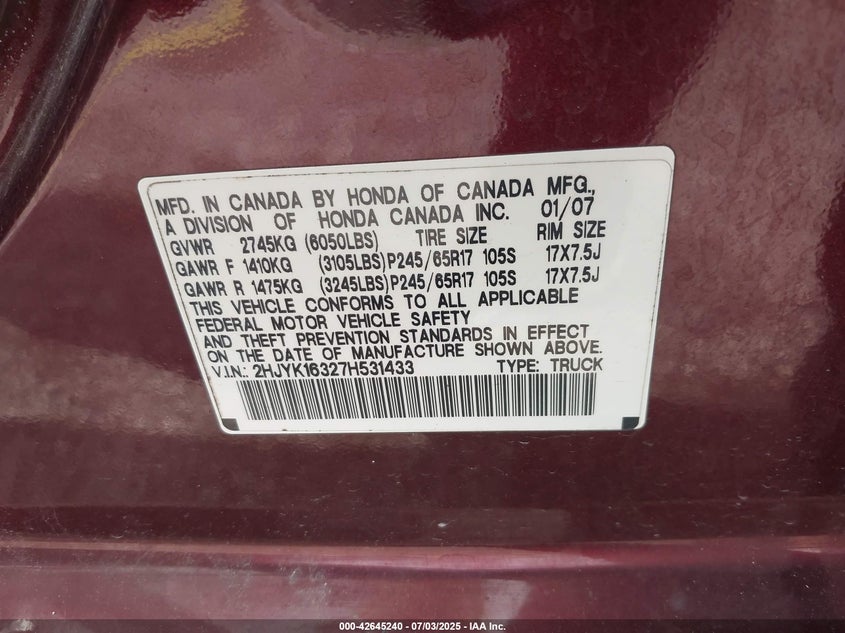 MFD. IN CANADA BY HONDA OF CANADA MFG.,
A DIVISION OF HONDA CANADA INC. 01/07
GVWR 2745KG (6050LBS) TIRE SIZE RIM SIZE
GAWR F 1410KG (3105LBS)P245/65R17 105S 17X7.5J
GAWR R 1475KG (3245LBS)P245/65R17 105S 17X7.5J
THIS VEHICLE CONFORMS TO ALL APPLICABLE
FEDERAL MOTOR VEHICLE SAFETY
AND THEFT PREVENTION STANDARDS IN EFFECT
ON THE DATE OF MANUFACTURE SHOWN ABOVE.
V.I.N.: 2HJYK16327H531433 TYPE: TRUCK
000-42645240 - 07/03/2025 - IAA Inc.